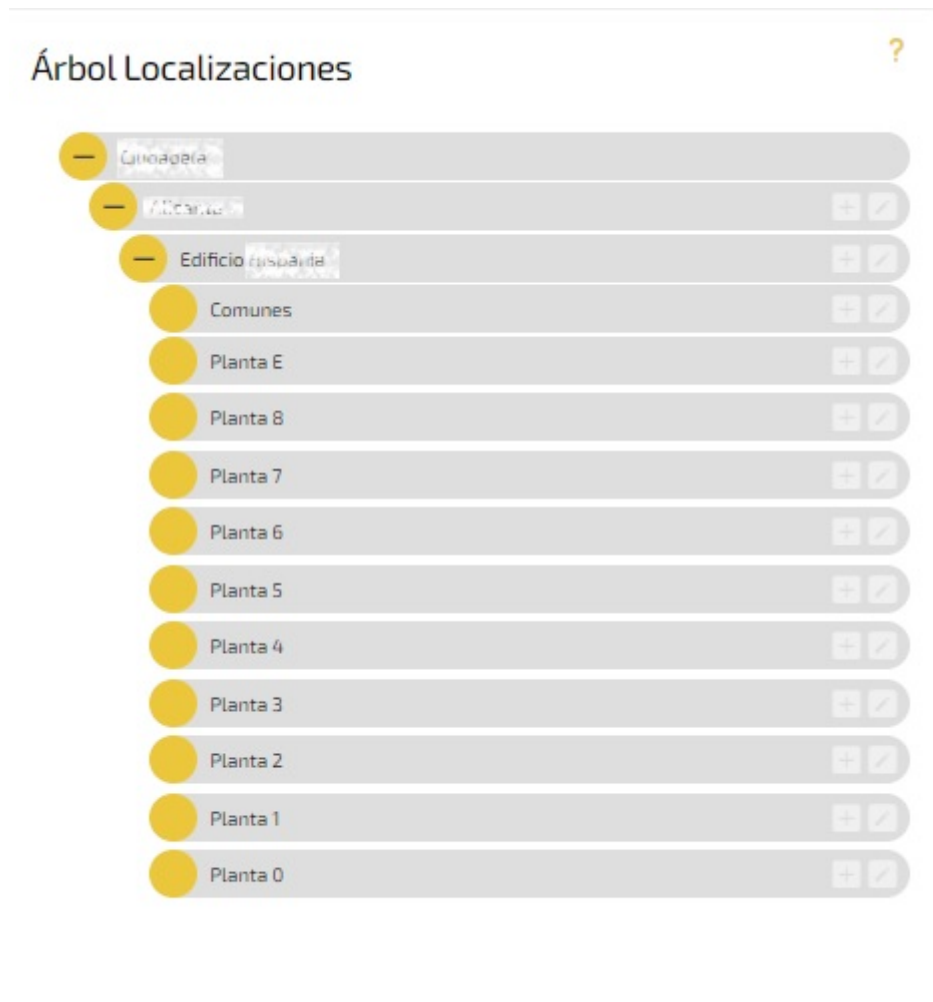 ?
Árbol Localizaciones
Edificio
Comunes
Planta E
Planta 8
Planta 7
Planta 6
Planta 5
Planta 4
Planta 3
Planta 2
Planta 1
Planta 0